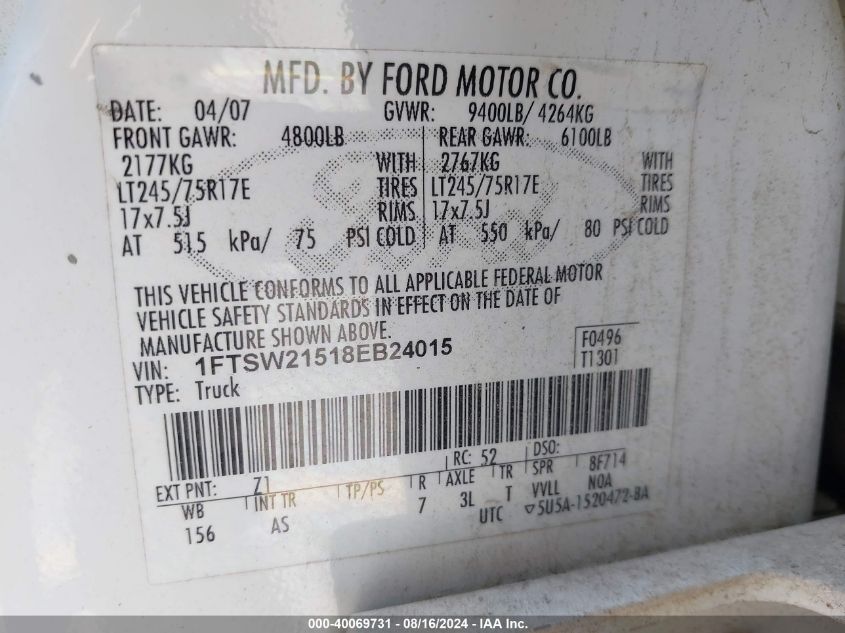 MFD. BY FORD MOTOR CO.
DATE: 04/07 GVWR: 9400LB/ 4264KG
FRONT GAWR: 4800LB REAR GAWR: 6100LB
2177KG WITH 2767KG WITH
LT245/75R17E TIRES LT245/75R17E TIRES
17x7.5J RIMS 17x7.5J RIMS
AT 515 kPa/ 75 PSI COLD AT 550 kPa/ 80 PSI COLD
THIS VEHICLE CONFORMS TO ALL APPLICABLE FEDERAL MOTOR
VEHICLE SAFETY STANDARDS IN EFFECT ON THE DATE OF
MANUFACTURE SHOWN ABOVE.
VIN: 1FTSW21518EB24015 F0496
TYPE: Truck T1301
EXT PNT: Z1 RC: 52 DSO:
WB INT TR TP/PS R AXLE TR SPR 8F714
156 AS 7 3L T VVLL NOA
UTC ▽5U5A-1520472-BA
000-40069731 - 08/16/2024 - IAA Inc.